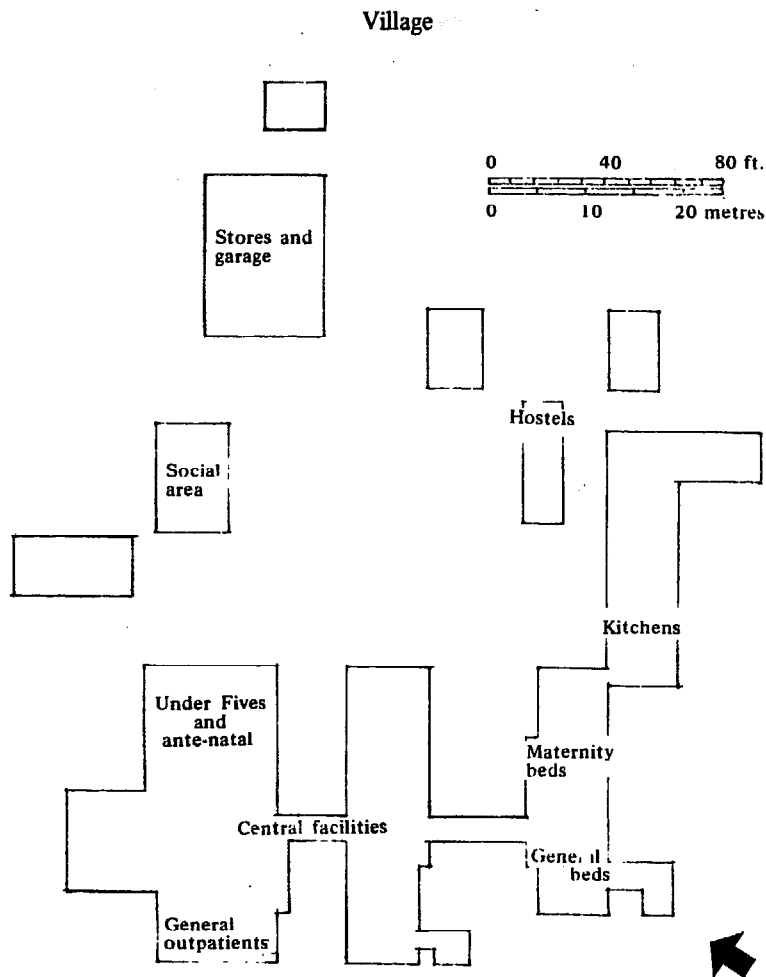 Village
0 40 80 ft.
0 10 20 metres
Stores and
garage
Hostels
Social
area
Kitchens
Under Fives
and
ante-natal
Maternity
beds
Central facilities
General
beds
General
outpatients